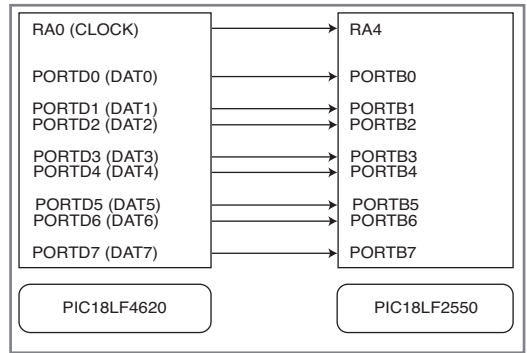 RA0 (CLOCK) RA4
PORTD0 (DAT0) PORTB0
PORTD1 (DAT1) PORTB1
PORTD2 (DAT2) PORTB2
PORTD3 (DAT3) PORTB3
PORTD4 (DAT4) PORTB4
PORTD5 (DAT5) PORTB5
PORTD6 (DAT6) PORTB6
PORTD7 (DAT7) PORTB7
PIC18LF4620 PIC18LF2550